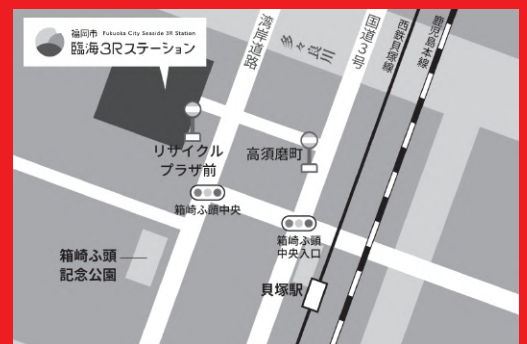 福岡市 Fukuoka City Seaside 3R Station
臨海3Rステーション
湾岸道路
多々良川
国道3号
西鉄貝塚線
鹿児島本線
リサイクル
プラザ前
高須磨町
箱崎ふ頭中央
箱崎ふ頭
中央入口
箱崎ふ頭
記念公園
貝塚駅